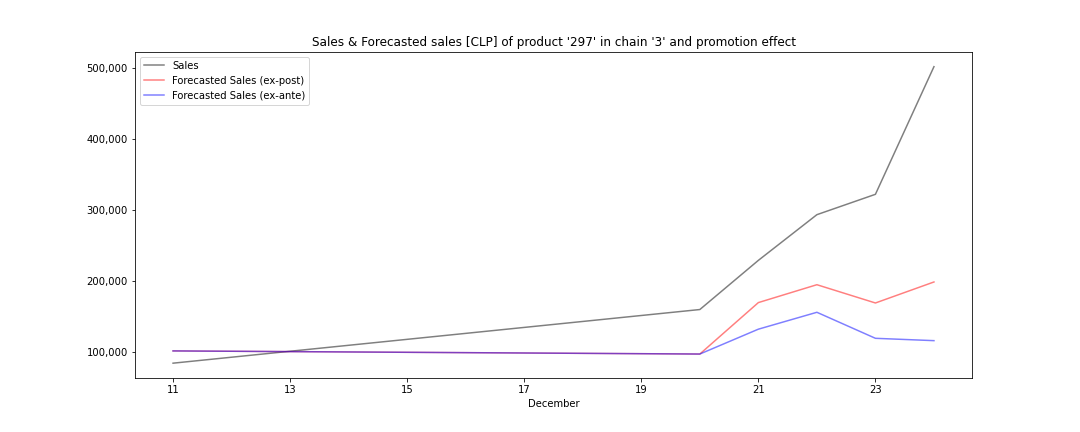 Sales & Forecasted sales [CLP] of product '297' in chain '3' and promotion effect
Sales
Forecasted Sales (ex-post)
Forecasted Sales (ex-ante)
500,000
400,000
300,000
200,000
100,000
11 13 15 17 19 21 23
December